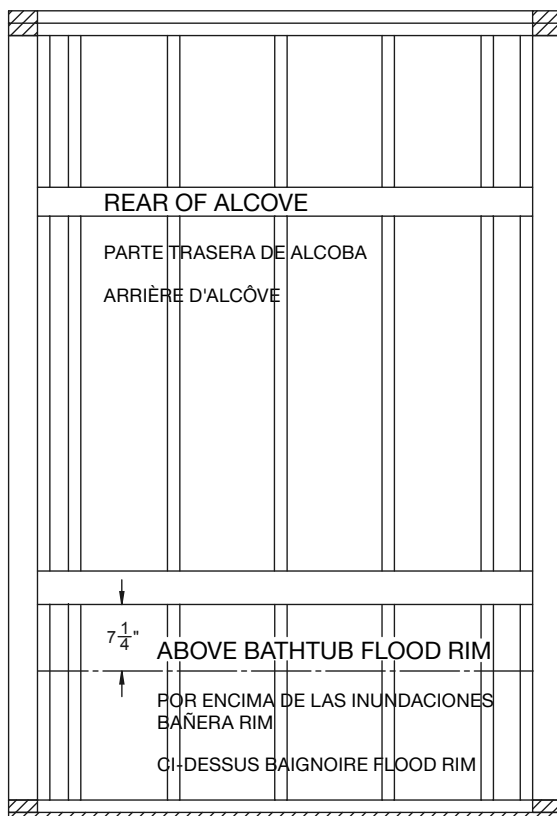 REAR OF ALCOVE
PARTE TRASERA DE ALCOBA
ARRIÈRE D'ALCÔVE
7 1/4"
ABOVE BATHTUB FLOOD RIM
POR ENCIMA DE LAS INUNDACIONES
BAÑERA RIM
CI-DESSUS BAIGNOIRE FLOOD RIM